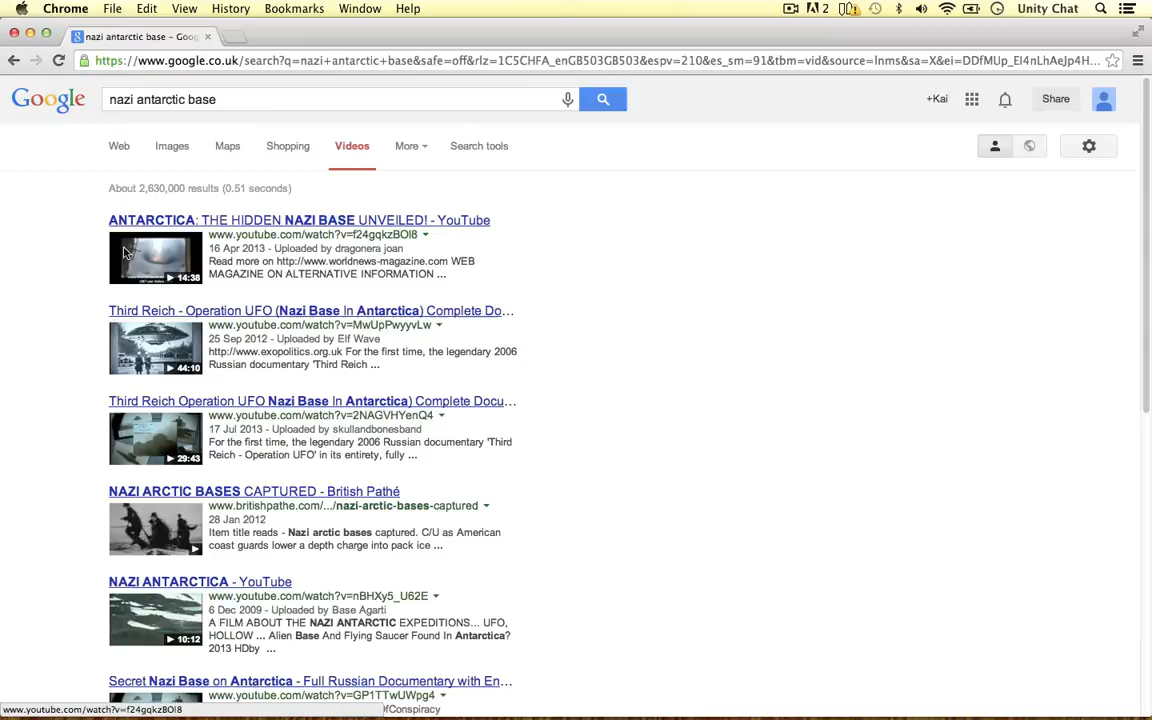 Chrome File Edit View History Bookmarks Window Help 2 Unity Chat
nazi antarctic base - Goo
https://www.google.co.uk/search?q=nazi+antarctic+base&safe=off&rlz=1C5CHFA_enGB503GB503&espv=210&es_sm=91&tbm=vid&source=lnms&sa=X&ei=DDfMUp_EI4nLhAeJp4H...
Google nazi antarctic base +Kai Share
Web Images Maps Shopping Videos More Search tools
About 2,630,000 results (0.51 seconds)
ANTARCTICA: THE HIDDEN NAZI BASE UNVEILED! - YouTube
www.youtube.com/watch?v=f24gqkzBOI8
16 Apr 2013 - Uploaded by dragonera joan
Read more on http://www.worldnews-magazine.com WEB
MAGAZINE ON ALTERNATIVE INFORMATION ...
14:38
Third Reich - Operation UFO (Nazi Base In Antarctica) Complete Do...
www.youtube.com/watch?v=MwUpPwyyvLw
25 Sep 2012 - Uploaded by Elf Wave
http://www.exopolitics.org.uk For the first time, the legendary 2006
Russian documentary 'Third Reich ...
44:10
Third Reich Operation UFO Nazi Base In Antarctica) Complete Docu...
www.youtube.com/watch?v=2NAGVHYenQ4
17 Jul 2013 - Uploaded by skullandbonesband
For the first time, the legendary 2006 Russian documentary 'Third
Reich - Operation UFO' in its entirety, fully ...
29:43
NAZI ARCTIC BASES CAPTURED - British Pathé
www.britishpathe.com/.../nazi-arctic-bases-captured
28 Jan 2012
Item title reads - Nazi arctic bases captured. C/U as American
coast guards lower a depth charge into pack ice ...
NAZI ANTARCTICA - YouTube
www.youtube.com/watch?v=nBHXy5_U62E
6 Dec 2009 - Uploaded by Base Agarti
A FILM ABOUT THE NAZI ANTARCTIC EXPEDITIONS... UFO,
HOLLOW ... Alien Base And Flying Saucer Found In Antarctica?
2013 HDby ...
10:12
Secret Nazi Base on Antarctica - Full Russian Documentary with En...
www.youtube.com/watch?v=GP1TTwUWpg4
ofConspiracy
www.youtube.com/watch?v=f24gqkzBOI8